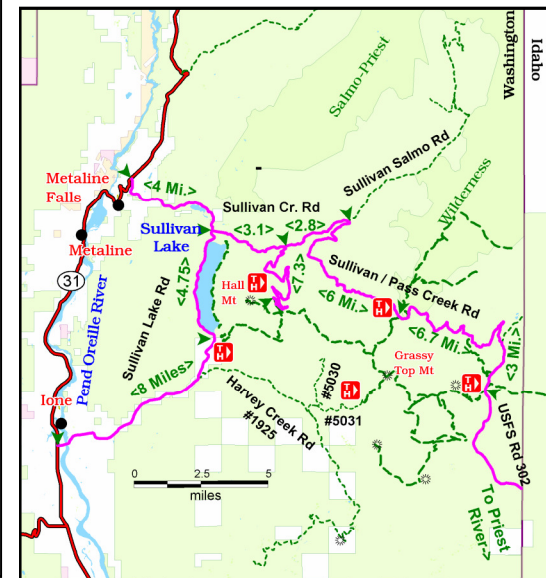 Washington
Idaho
Salmo-Priest
Wilderness
Metaline
Falls
<4 Mi.>
Sullivan Salmo Rd
Sullivan Cr. Rd
<3.1>
<2.8>
Sullivan
Lake
Metaline
31
Pend Oreille River
Sullivan Lake Rd
<4.75>
Hall
Mt
TH
<7.3>
Sullivan / Pass Creek Rd
<6 Mi.>
TH
<6.7 Mi.>
<3 Mi.>
TH
Grassy
Top Mt
TH
<8 Miles>
Ione
Harvey Creek Rd
#1925
#5030
TH
#5031
USFS Rd 302
To Priest
River->
0 2.5 5
miles